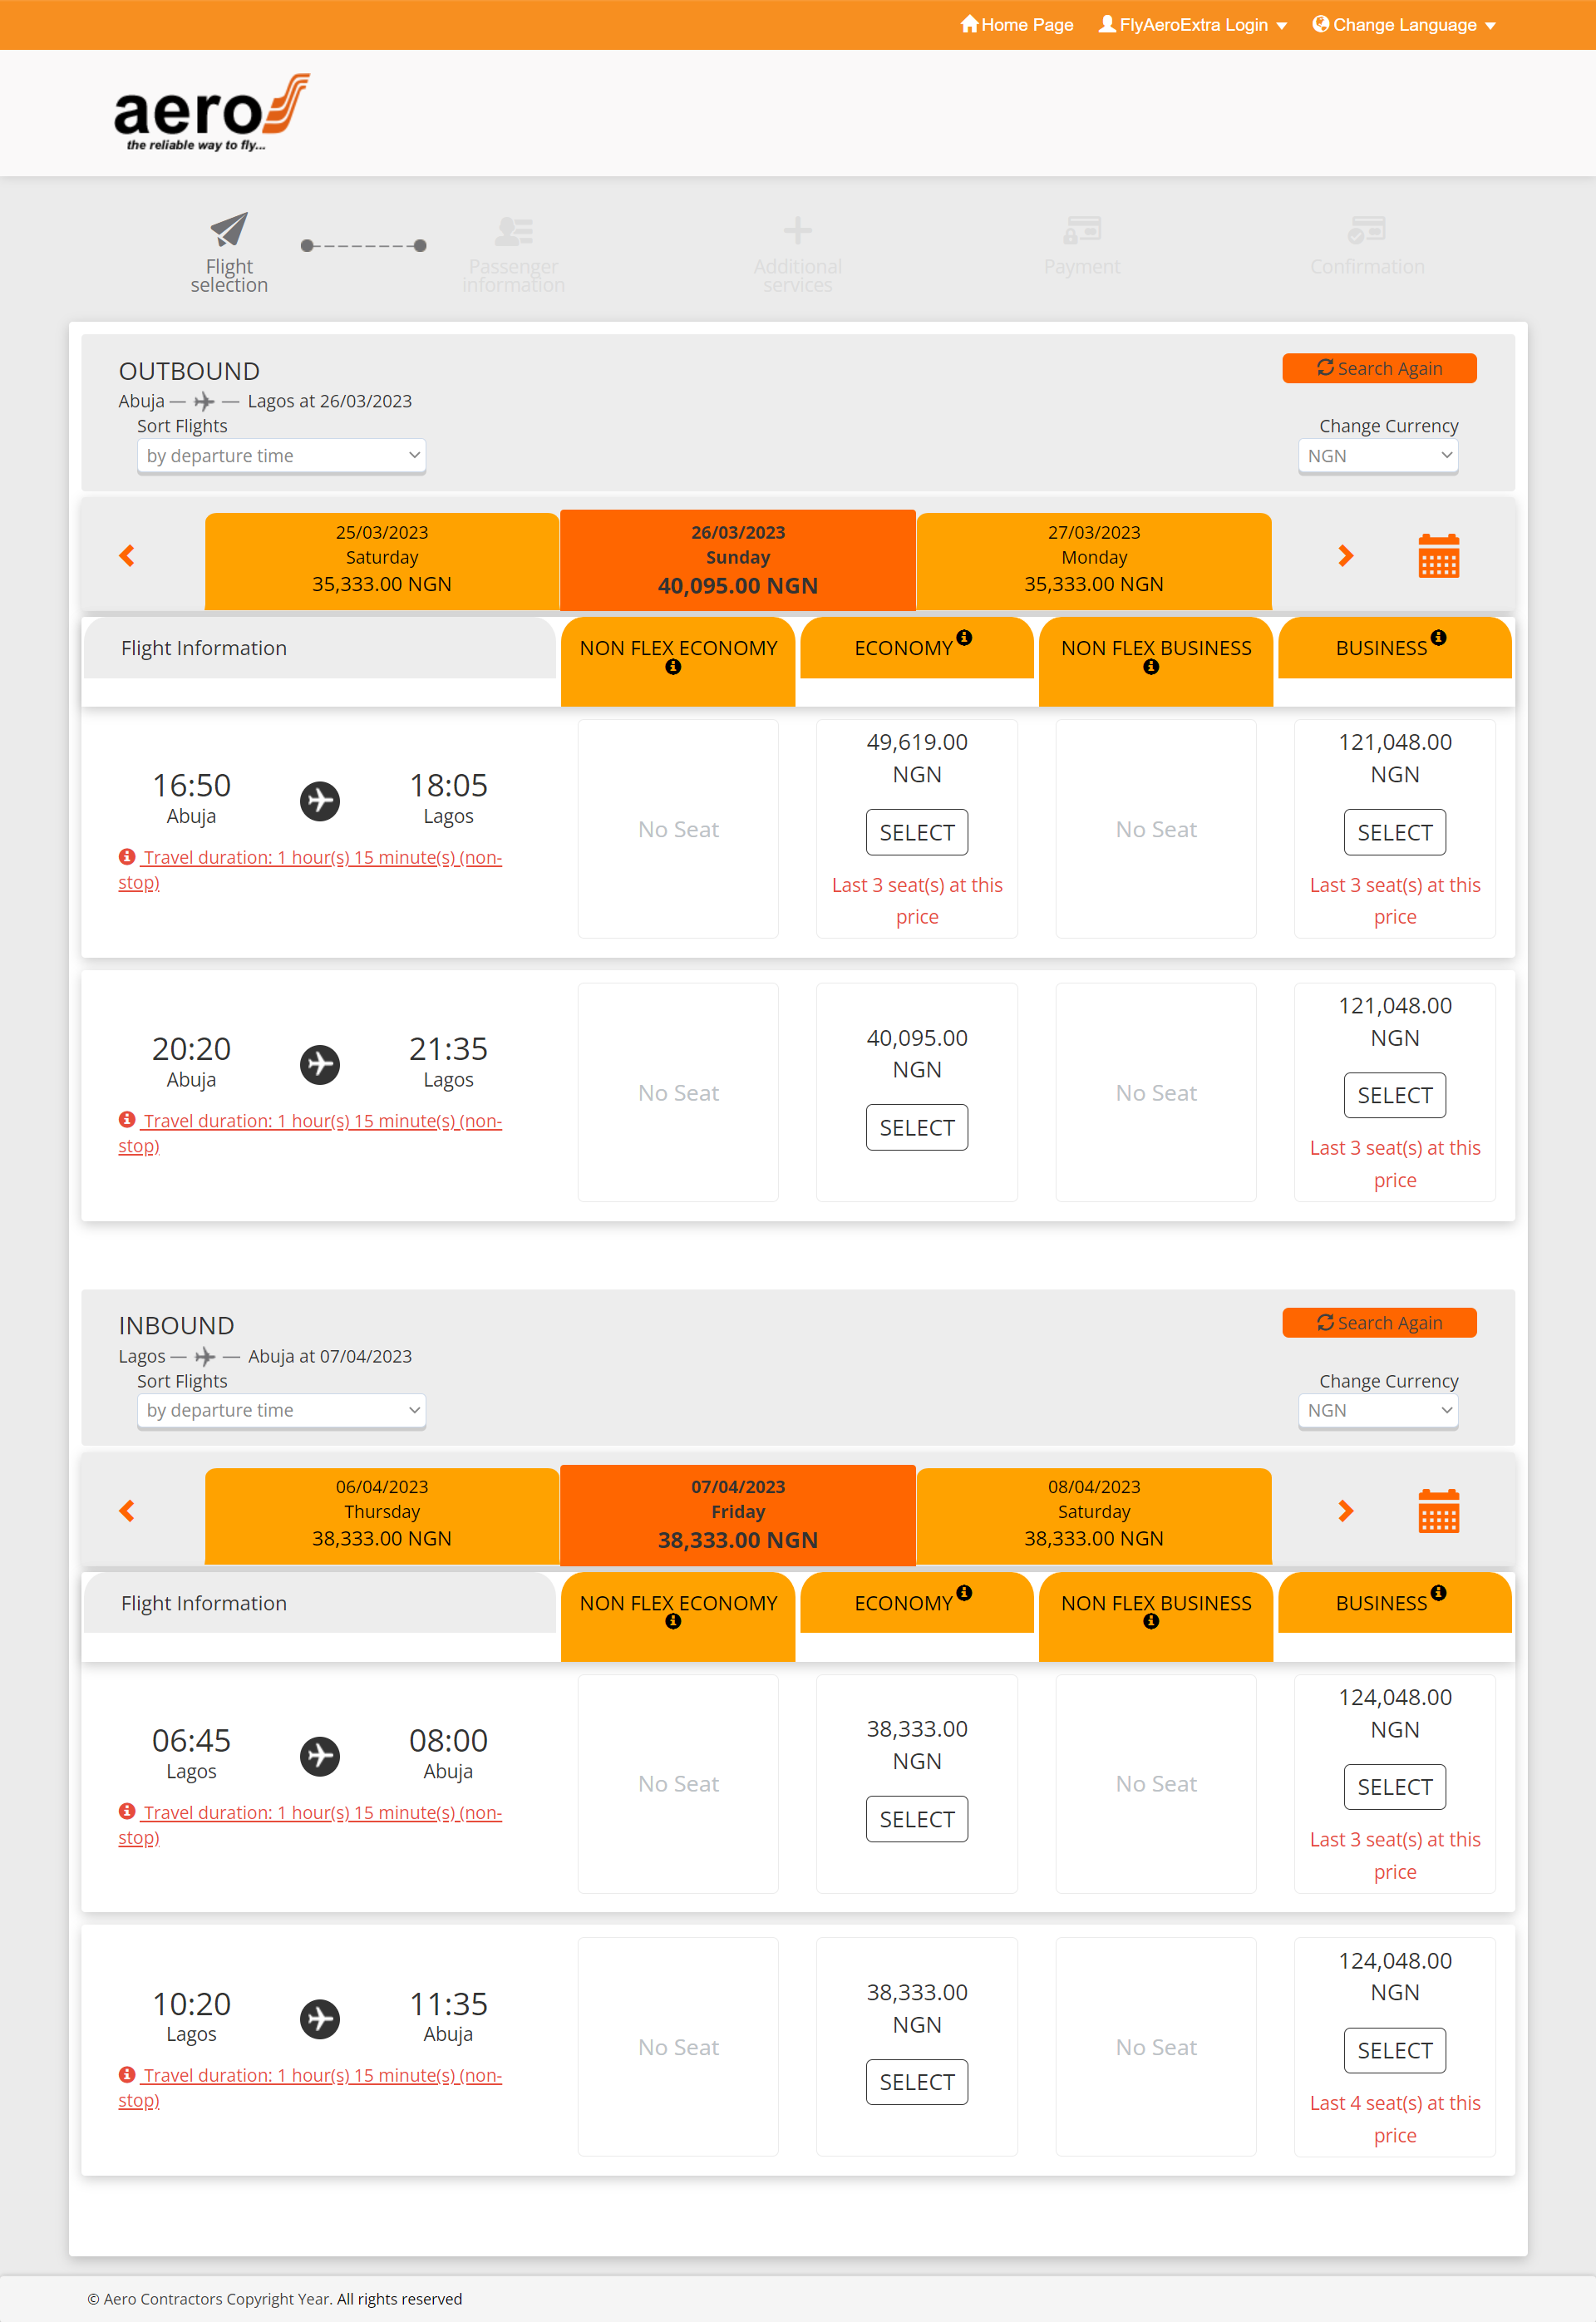 Home Page FlyAeroExtra Login Change Language
aero
the reliable way to fly...
Flight
selection
Passenger
information
Additional
services
Payment
Confirmation
OUTBOUND
Search Again
Abuja — — Lagos at 26/03/2023
Sort Flights
Change Currency
by departure time
NGN
25/03/2023
Saturday
35,333.00 NGN
26/03/2023
Sunday
40,095.00 NGN
27/03/2023
Monday
35,333.00 NGN
Flight Information
NON FLEX ECONOMY
ECONOMY
NON FLEX BUSINESS
BUSINESS
16:50
Abuja
18:05
Lagos
Travel duration: 1 hour(s) 15 minute(s) (non-
stop)
No Seat
49,619.00
NGN
SELECT
Last 3 seat(s) at this
price
No Seat
121,048.00
NGN
SELECT
Last 3 seat(s) at this
price
20:20
Abuja
21:35
Lagos
Travel duration: 1 hour(s) 15 minute(s) (non-
stop)
No Seat
40,095.00
NGN
SELECT
No Seat
121,048.00
NGN
SELECT
Last 3 seat(s) at this
price
INBOUND
Search Again
Lagos — — Abuja at 07/04/2023
Sort Flights
Change Currency
by departure time
NGN
06/04/2023
Thursday
38,333.00 NGN
07/04/2023
Friday
38,333.00 NGN
08/04/2023
Saturday
38,333.00 NGN
Flight Information
NON FLEX ECONOMY
ECONOMY
NON FLEX BUSINESS
BUSINESS
06:45
Lagos
08:00
Abuja
Travel duration: 1 hour(s) 15 minute(s) (non-
stop)
No Seat
38,333.00
NGN
SELECT
No Seat
124,048.00
NGN
SELECT
Last 3 seat(s) at this
price
10:20
Lagos
11:35
Abuja
Travel duration: 1 hour(s) 15 minute(s) (non-
stop)
No Seat
38,333.00
NGN
SELECT
No Seat
124,048.00
NGN
SELECT
Last 4 seat(s) at this
price
© Aero Contractors Copyright Year. All rights reserved